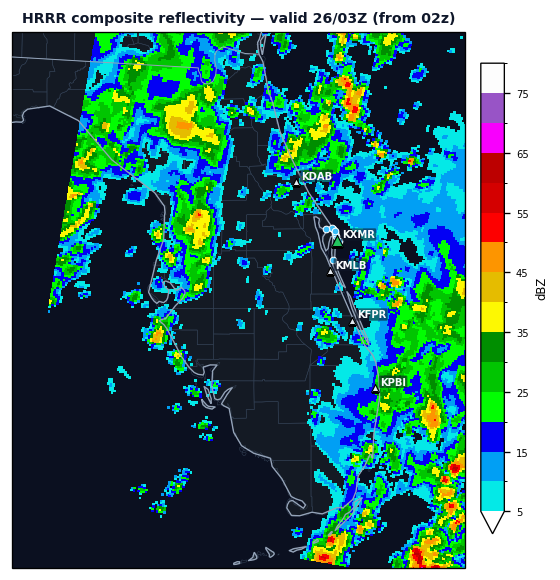 HRRR composite reflectivity — valid 26/03Z (from 02z)
75
65
55
45
35
25
15
5
dBZ
KDAB
KXMR
KMLB
KFPR
KPBI